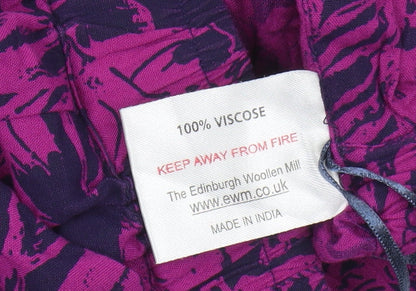 100% VISCOSE
KEEP AWAY FROM FIRE
The Edinburgh Woollen Mill
www.ewm.co.uk
MADE IN INDIA